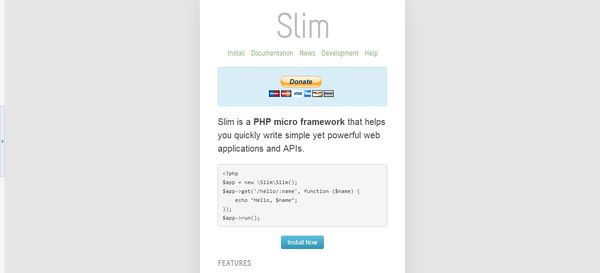 Slim
Install Documentation News Development Help
Donate
VISA
Slim is a PHP micro framework that helps
you quickly write simple yet powerful web
applications and APIs.
<?php
$app = new \Slim\Slim();
$app->get('/hello/:name', function ($name) {
    echo "Hello, $name";
});
$app->run();
Install Now
FEATURES